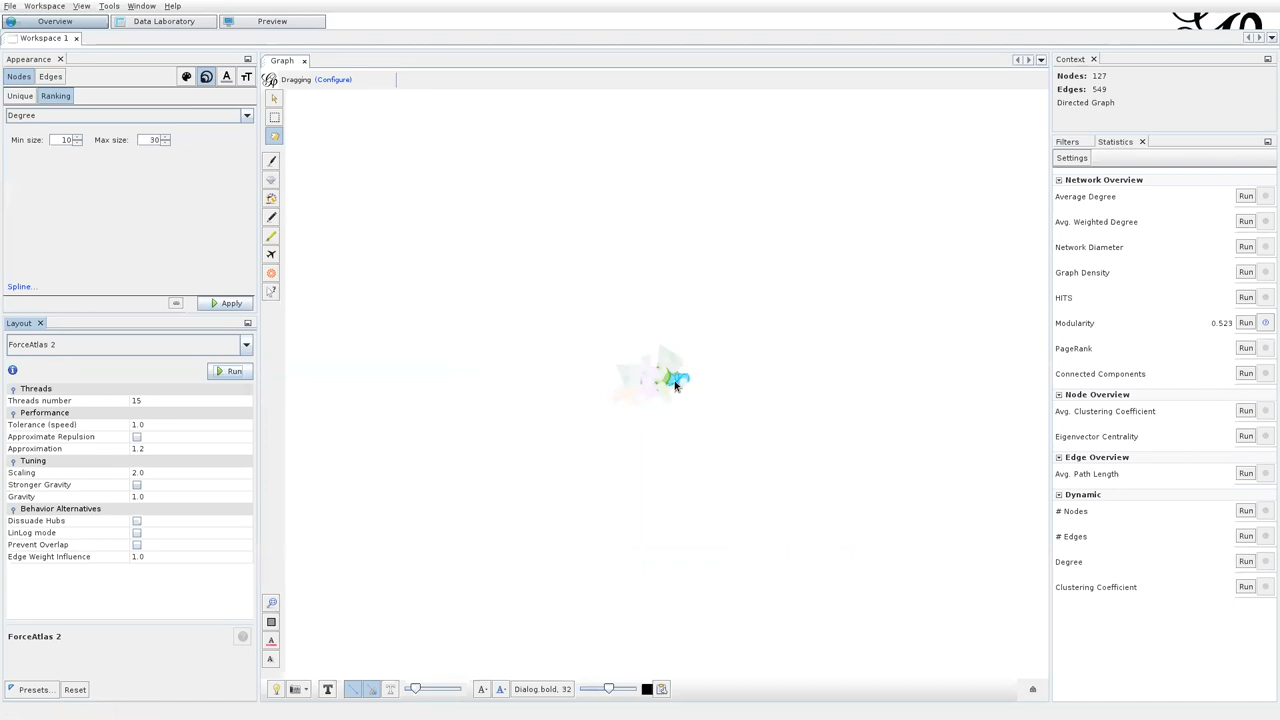 File Workspace View Tools Window Help
Overview Data Laboratory Preview
Workspace 1
Appearance
Nodes Edges
Unique Ranking
Degree
Min size: 10 Max size: 30
Spline...
Apply
Layout
ForceAtlas 2
Run
Threads
Threads number 15
Performance
Tolerance (speed) 1.0
Approximate Repulsion
Approximation 1.2
Tuning
Scaling 2.0
Stronger Gravity
Gravity 1.0
Behavior Alternatives
Dissuade Hubs
LinLog mode
Prevent Overlap
Edge Weight Influence 1.0
ForceAtlas 2
Presets... Reset
Graph
Dragging (Configure)
Dialog.bold, 32
Context
Nodes: 127
Edges: 549
Directed Graph
Filters Statistics
Settings
Network Overview
Average Degree Run
Avg. Weighted Degree Run
Network Diameter Run
Graph Density Run
HITS Run
Modularity 0.523 Run
PageRank Run
Connected Components Run
Node Overview
Avg. Clustering Coefficient Run
Eigenvector Centrality Run
Edge Overview
Avg. Path Length Run
Dynamic
# Nodes Run
# Edges Run
Degree Run
Clustering Coefficient Run